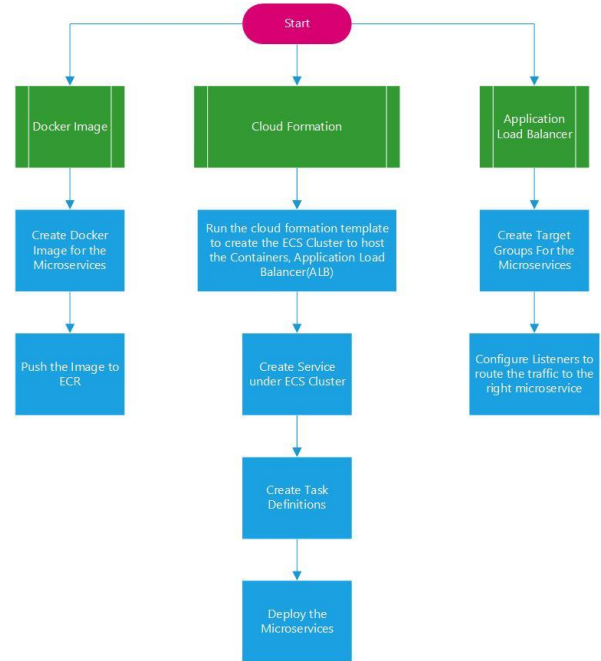 Start
Docker Image
Cloud Formation
Application
Load Balancer
Create Docker
Image for the
Microservices
Run the cloud formation template
to create the ECS Cluster to host
the Containers, Application Load
Balancer(ALB)
Create Target
Groups For the
Microservices
Push the Image to
ECR
Create Service
under ECS Cluster
Configure Listeners to
route the traffic to the
right microservice
Create Task
Definitions
Deploy the
Microservices